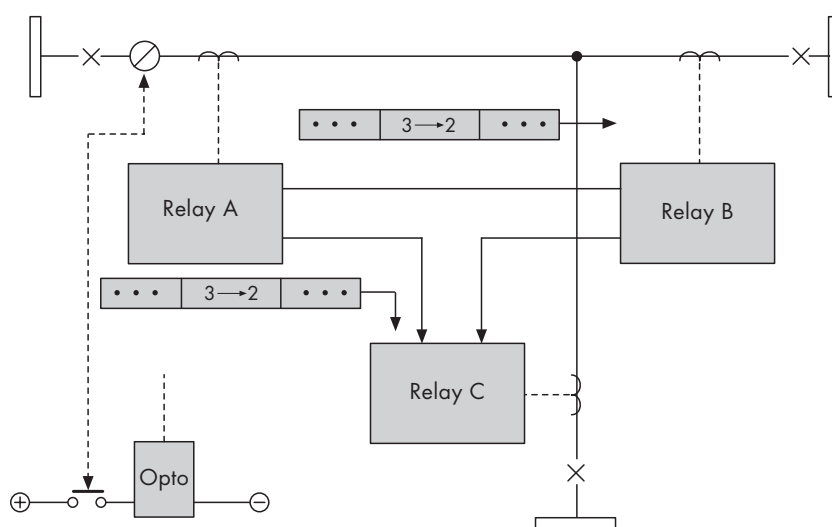 • • • 3→2 • • •
Relay A
Relay B
• • • 3→2 • • •
Relay C
Opto
+
−